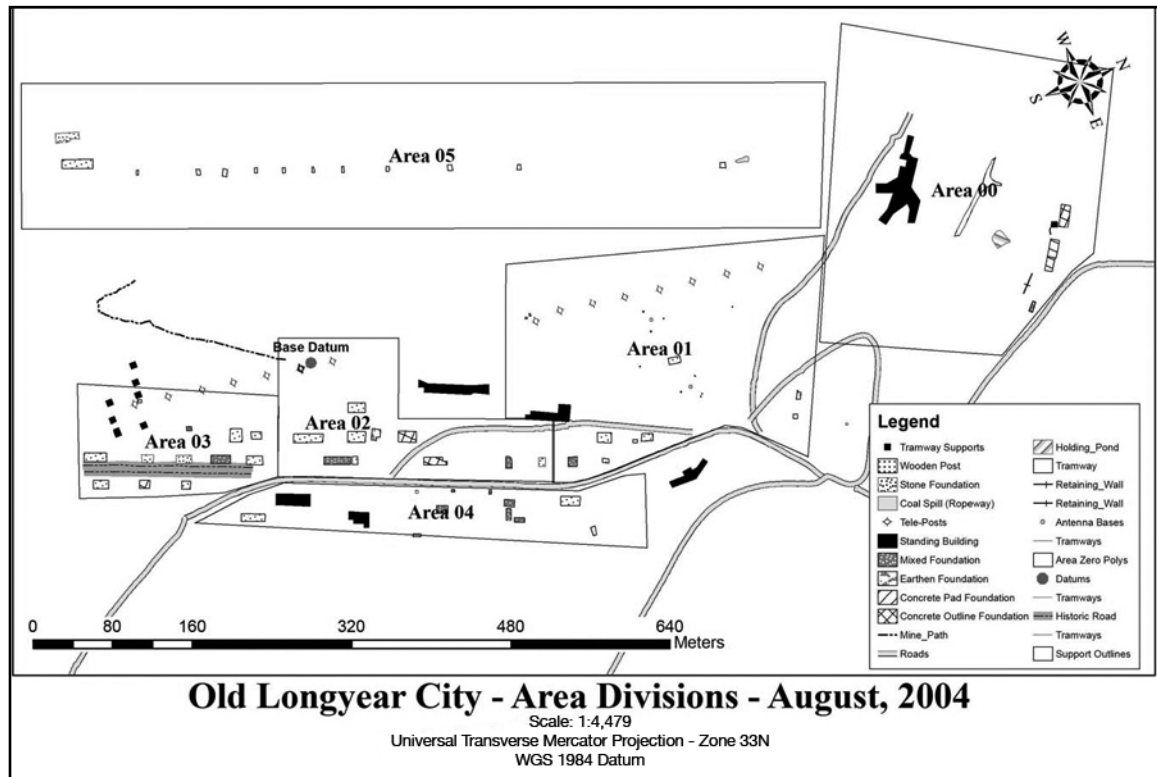 W
N
S
E
Area 05
Area 00
Base Datum
Area 01
Area 02
Area 03
Area 04
Legend
Tramway Supports
Wooden Post
Stone Foundation
Coal Spill (Ropeway)
Tele-Posts
Standing Building
Mixed Foundation
Earthen Foundation
Concrete Pad Foundation
Concrete Outline Foundation
Mine_Path
Roads
Holding_Pond
Tramway
Retaining_Wall
Retaining_Wall
Antenna Bases
Tramways
Area Zero Polys
Datums
Tramways
Historic Road
Tramways
Support Outlines
0 80 160 320 480 640
Meters
Old Longyear City - Area Divisions - August, 2004
Scale: 1:4,479
Universal Transverse Mercator Projection - Zone 33N
WGS 1984 Datum